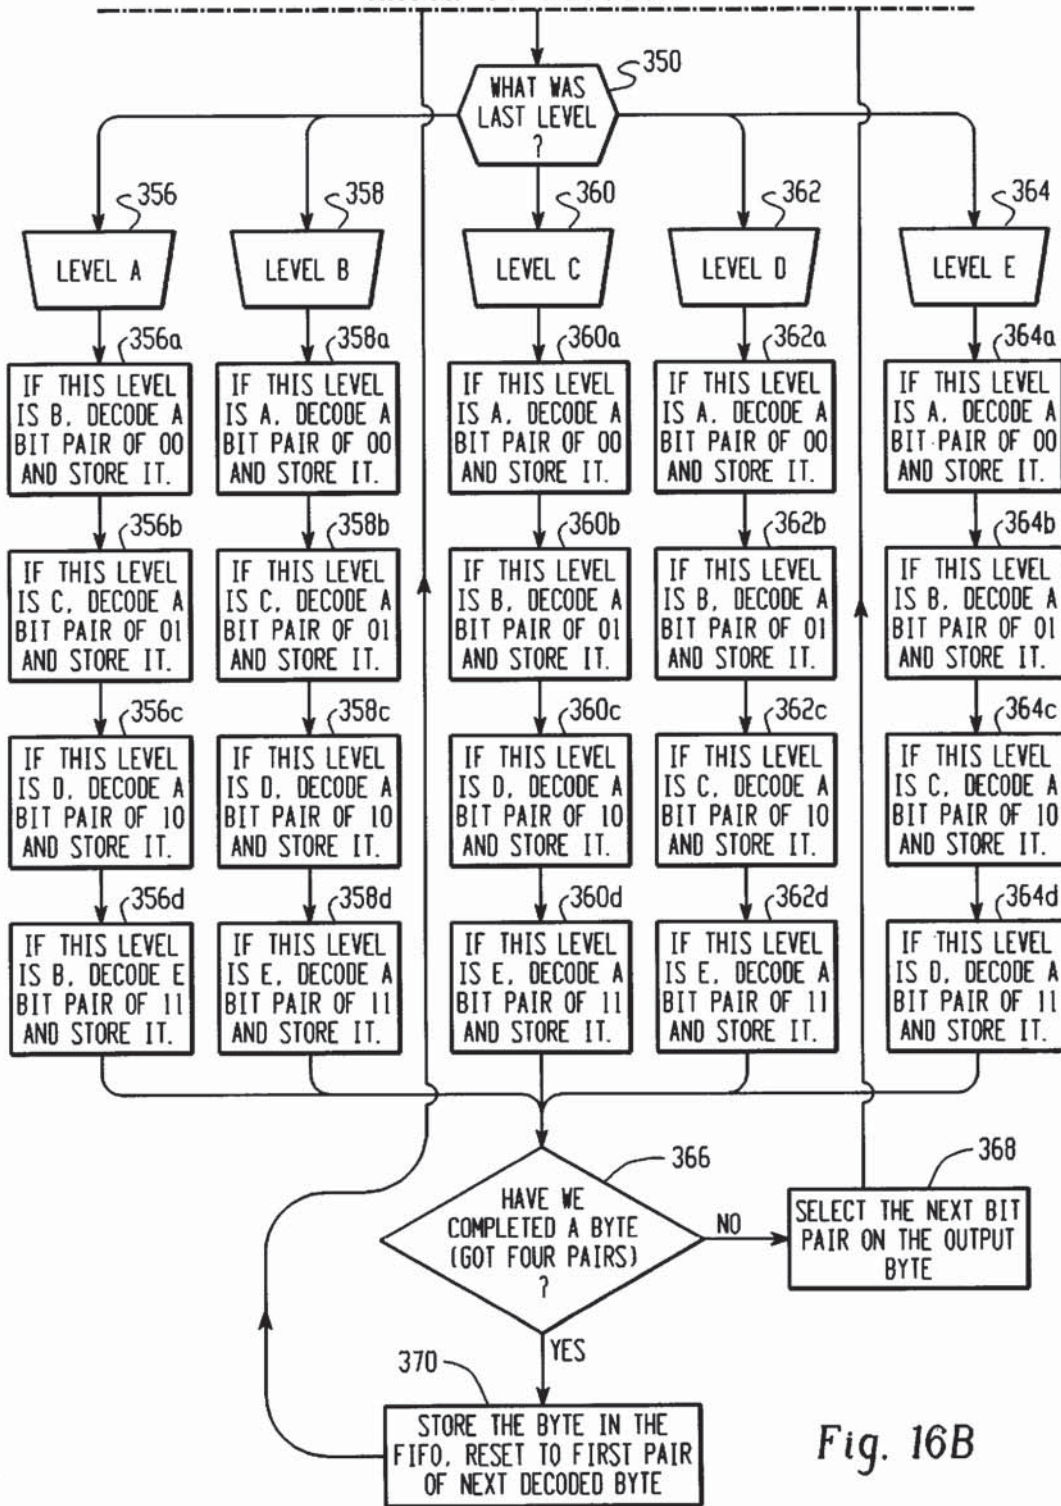 350
WHAT WAS
LAST LEVEL
?
356
LEVEL A
358
LEVEL B
360
LEVEL C
362
LEVEL D
364
LEVEL E
356a
IF THIS LEVEL
IS B, DECODE A
BIT PAIR OF 00
AND STORE IT.
358a
IF THIS LEVEL
IS A, DECODE A
BIT PAIR OF 00
AND STORE IT.
360a
IF THIS LEVEL
IS A, DECODE A
BIT PAIR OF 00
AND STORE IT.
362a
IF THIS LEVEL
IS A, DECODE A
BIT PAIR OF 00
AND STORE IT.
364a
IF THIS LEVEL
IS A, DECODE A
BIT PAIR OF 00
AND STORE IT.
356b
IF THIS LEVEL
IS C, DECODE A
BIT PAIR OF 01
AND STORE IT.
358b
IF THIS LEVEL
IS C, DECODE A
BIT PAIR OF 01
AND STORE IT.
360b
IF THIS LEVEL
IS B, DECODE A
BIT PAIR OF 01
AND STORE IT.
362b
IF THIS LEVEL
IS B, DECODE A
BIT PAIR OF 01
AND STORE IT.
364b
IF THIS LEVEL
IS B, DECODE A
BIT PAIR OF 01
AND STORE IT.
356c
IF THIS LEVEL
IS D, DECODE A
BIT PAIR OF 10
AND STORE IT.
358c
IF THIS LEVEL
IS D, DECODE A
BIT PAIR OF 10
AND STORE IT.
360c
IF THIS LEVEL
IS D, DECODE A
BIT PAIR OF 10
AND STORE IT.
362c
IF THIS LEVEL
IS C, DECODE A
BIT PAIR OF 10
AND STORE IT.
364c
IF THIS LEVEL
IS C, DECODE A
BIT PAIR OF 10
AND STORE IT.
356d
IF THIS LEVEL
IS B, DECODE E
BIT PAIR OF 11
AND STORE IT.
358d
IF THIS LEVEL
IS E, DECODE A
BIT PAIR OF 11
AND STORE IT.
360d
IF THIS LEVEL
IS E, DECODE A
BIT PAIR OF 11
AND STORE IT.
362d
IF THIS LEVEL
IS E, DECODE A
BIT PAIR OF 11
AND STORE IT.
364d
IF THIS LEVEL
IS D, DECODE A
BIT PAIR OF 11
AND STORE IT.
366
HAVE WE
COMPLETED A BYTE
(GOT FOUR PAIRS)
?
NO
368
SELECT THE NEXT BIT
PAIR ON THE OUTPUT
BYTE
YES
370
STORE THE BYTE IN THE
FIFO, RESET TO FIRST PAIR
OF NEXT DECODED BYTE
Fig. 16B